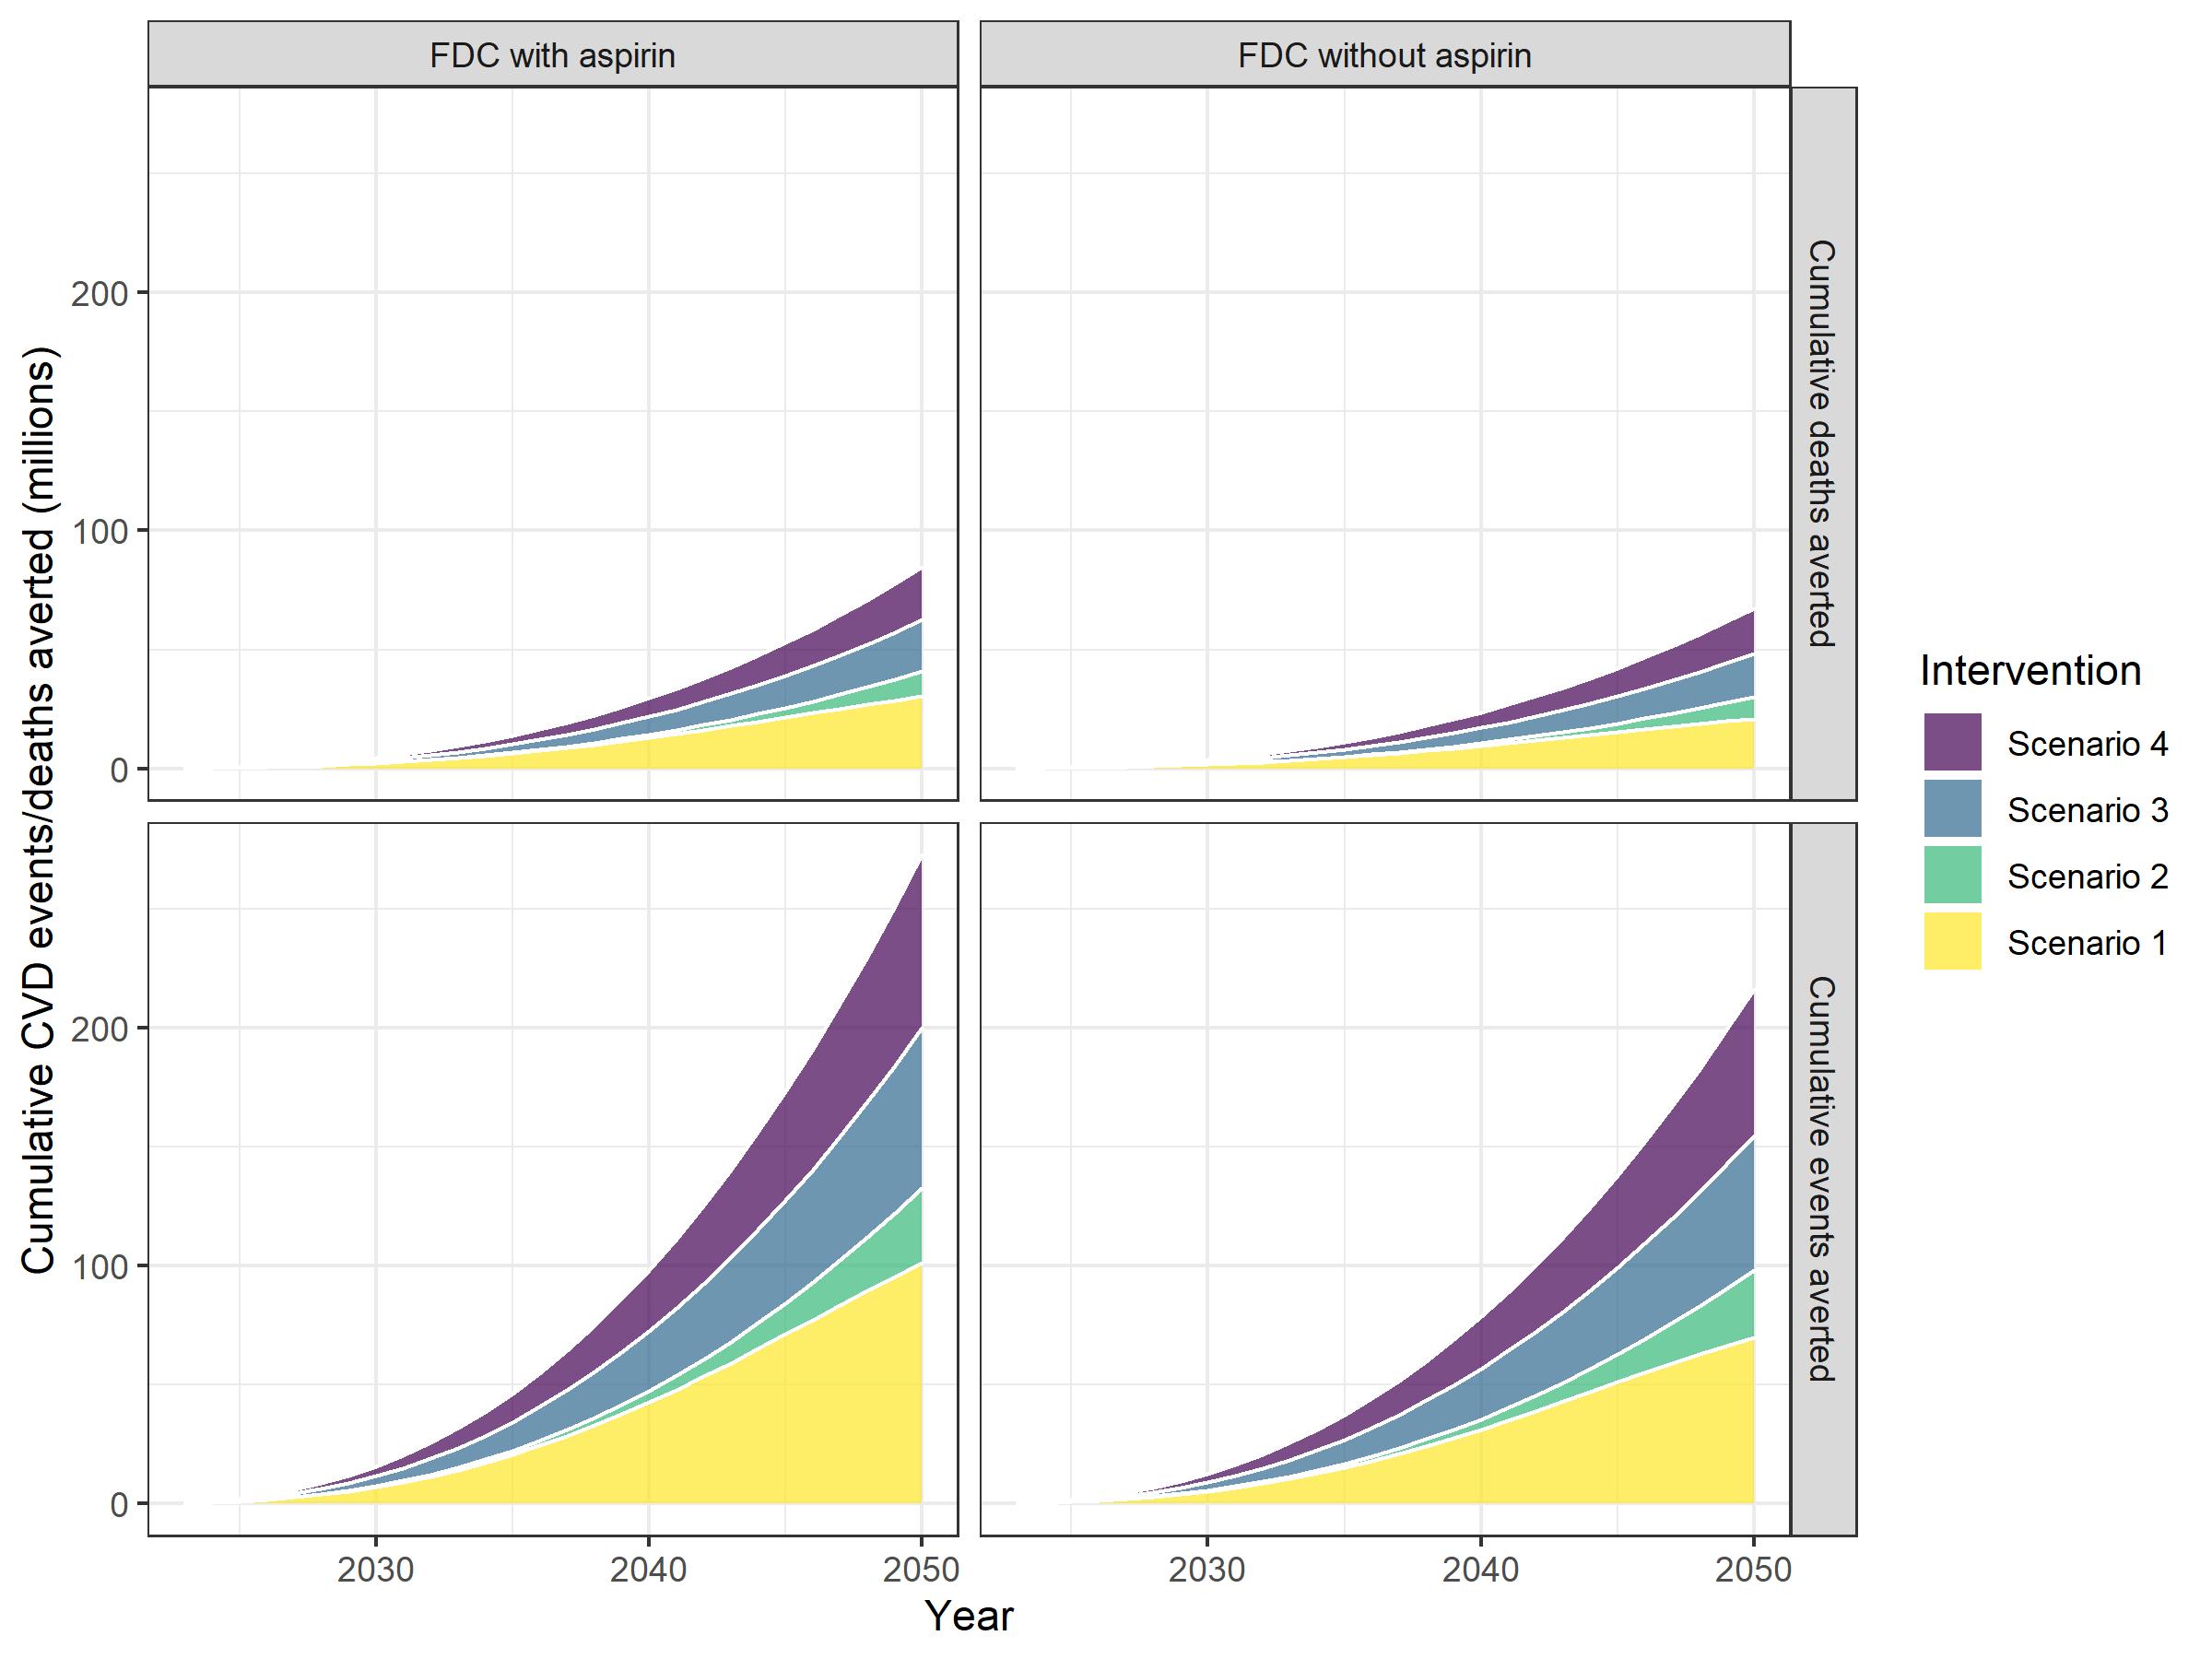 FDC with aspirin
FDC without aspirin
Cumulative CVD events/deaths averted (millions)
200
100
0
Cumulative deaths averted
200
100
0
Cumulative events averted
2030
2040
2050
2030
2040
2050
Year
Intervention
Scenario 4
Scenario 3
Scenario 2
Scenario 1